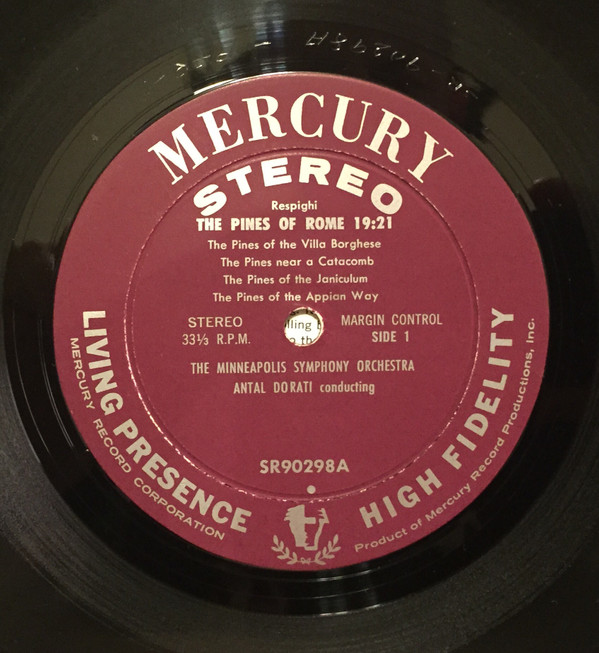 MERCURY
STEREO
Respighi
THE PINES OF ROME 19:21
The Pines of the Villa Borghese
The Pines near a Catacomb
The Pines of the Janiculum
The Pines of the Appian Way
STEREO
33⅓ R.P.M.
MARGIN CONTROL
SIDE 1
THE MINNEAPOLIS SYMPHONY ORCHESTRA
ANTAL DORATI conducting
SR90298A
LIVING PRESENCE
MERCURY RECORD CORPORATION
HIGH FIDELITY
Product of Mercury Record Productions, Inc.